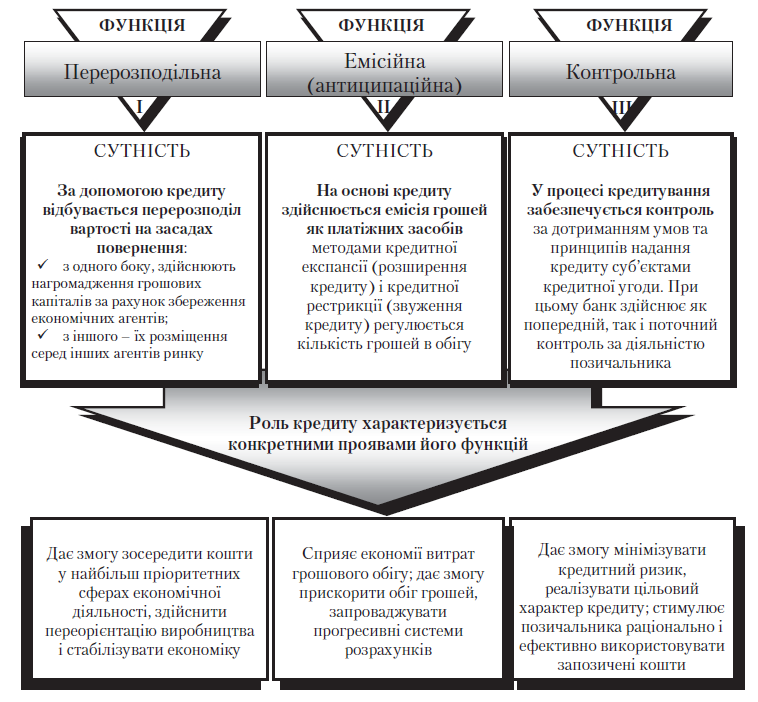 ФУНКЦІЯ
Перерозподільна
I
СУТНІСТЬ
За допомогою кредиту
відбувається перерозподіл
вартості на засадах
повернення:
✓ з одного боку, здійснюють
нагромадження грошових
капіталів за рахунок збереження
економічних агентів;
✓ з іншого – їх розміщення
серед інших агентів ринку
ФУНКЦІЯ
Емісійна
(антиципаційна)
II
СУТНІСТЬ
На основі кредиту
здійснюється емісія грошей
як платіжних засобів
методами кредитної
експансії (розширення
кредиту) і кредитної
рестрикції (звуження
кредиту) регулюється
кількість грошей в обігу
ФУНКЦІЯ
Контрольна
III
СУТНІСТЬ
У процесі кредитування
забезпечується контроль
за дотриманням умов та
принципів надання
кредиту суб’єктами
кредитної угоди. При
цьому банк здійснює як
попередній, так і поточний
контроль за діяльністю
позичальника
Роль кредиту характеризується
конкретними проявами його функцій
Дає змогу зосередити кошти
у найбільш пріоритетних
сферах економічної
діяльності, здійснити
переорієнтацію виробництва
і стабілізувати економіку
Сприяє економії витрат
грошового обігу; дає змогу
прискорити обіг грошей,
запроваджувати
прогресивні системи
розрахунків
Дає змогу мінімізувати
кредитний ризик,
реалізувати цільовий
характер кредиту; стимулює
позичальника раціонально і
ефективно використовувати
запозичені кошти